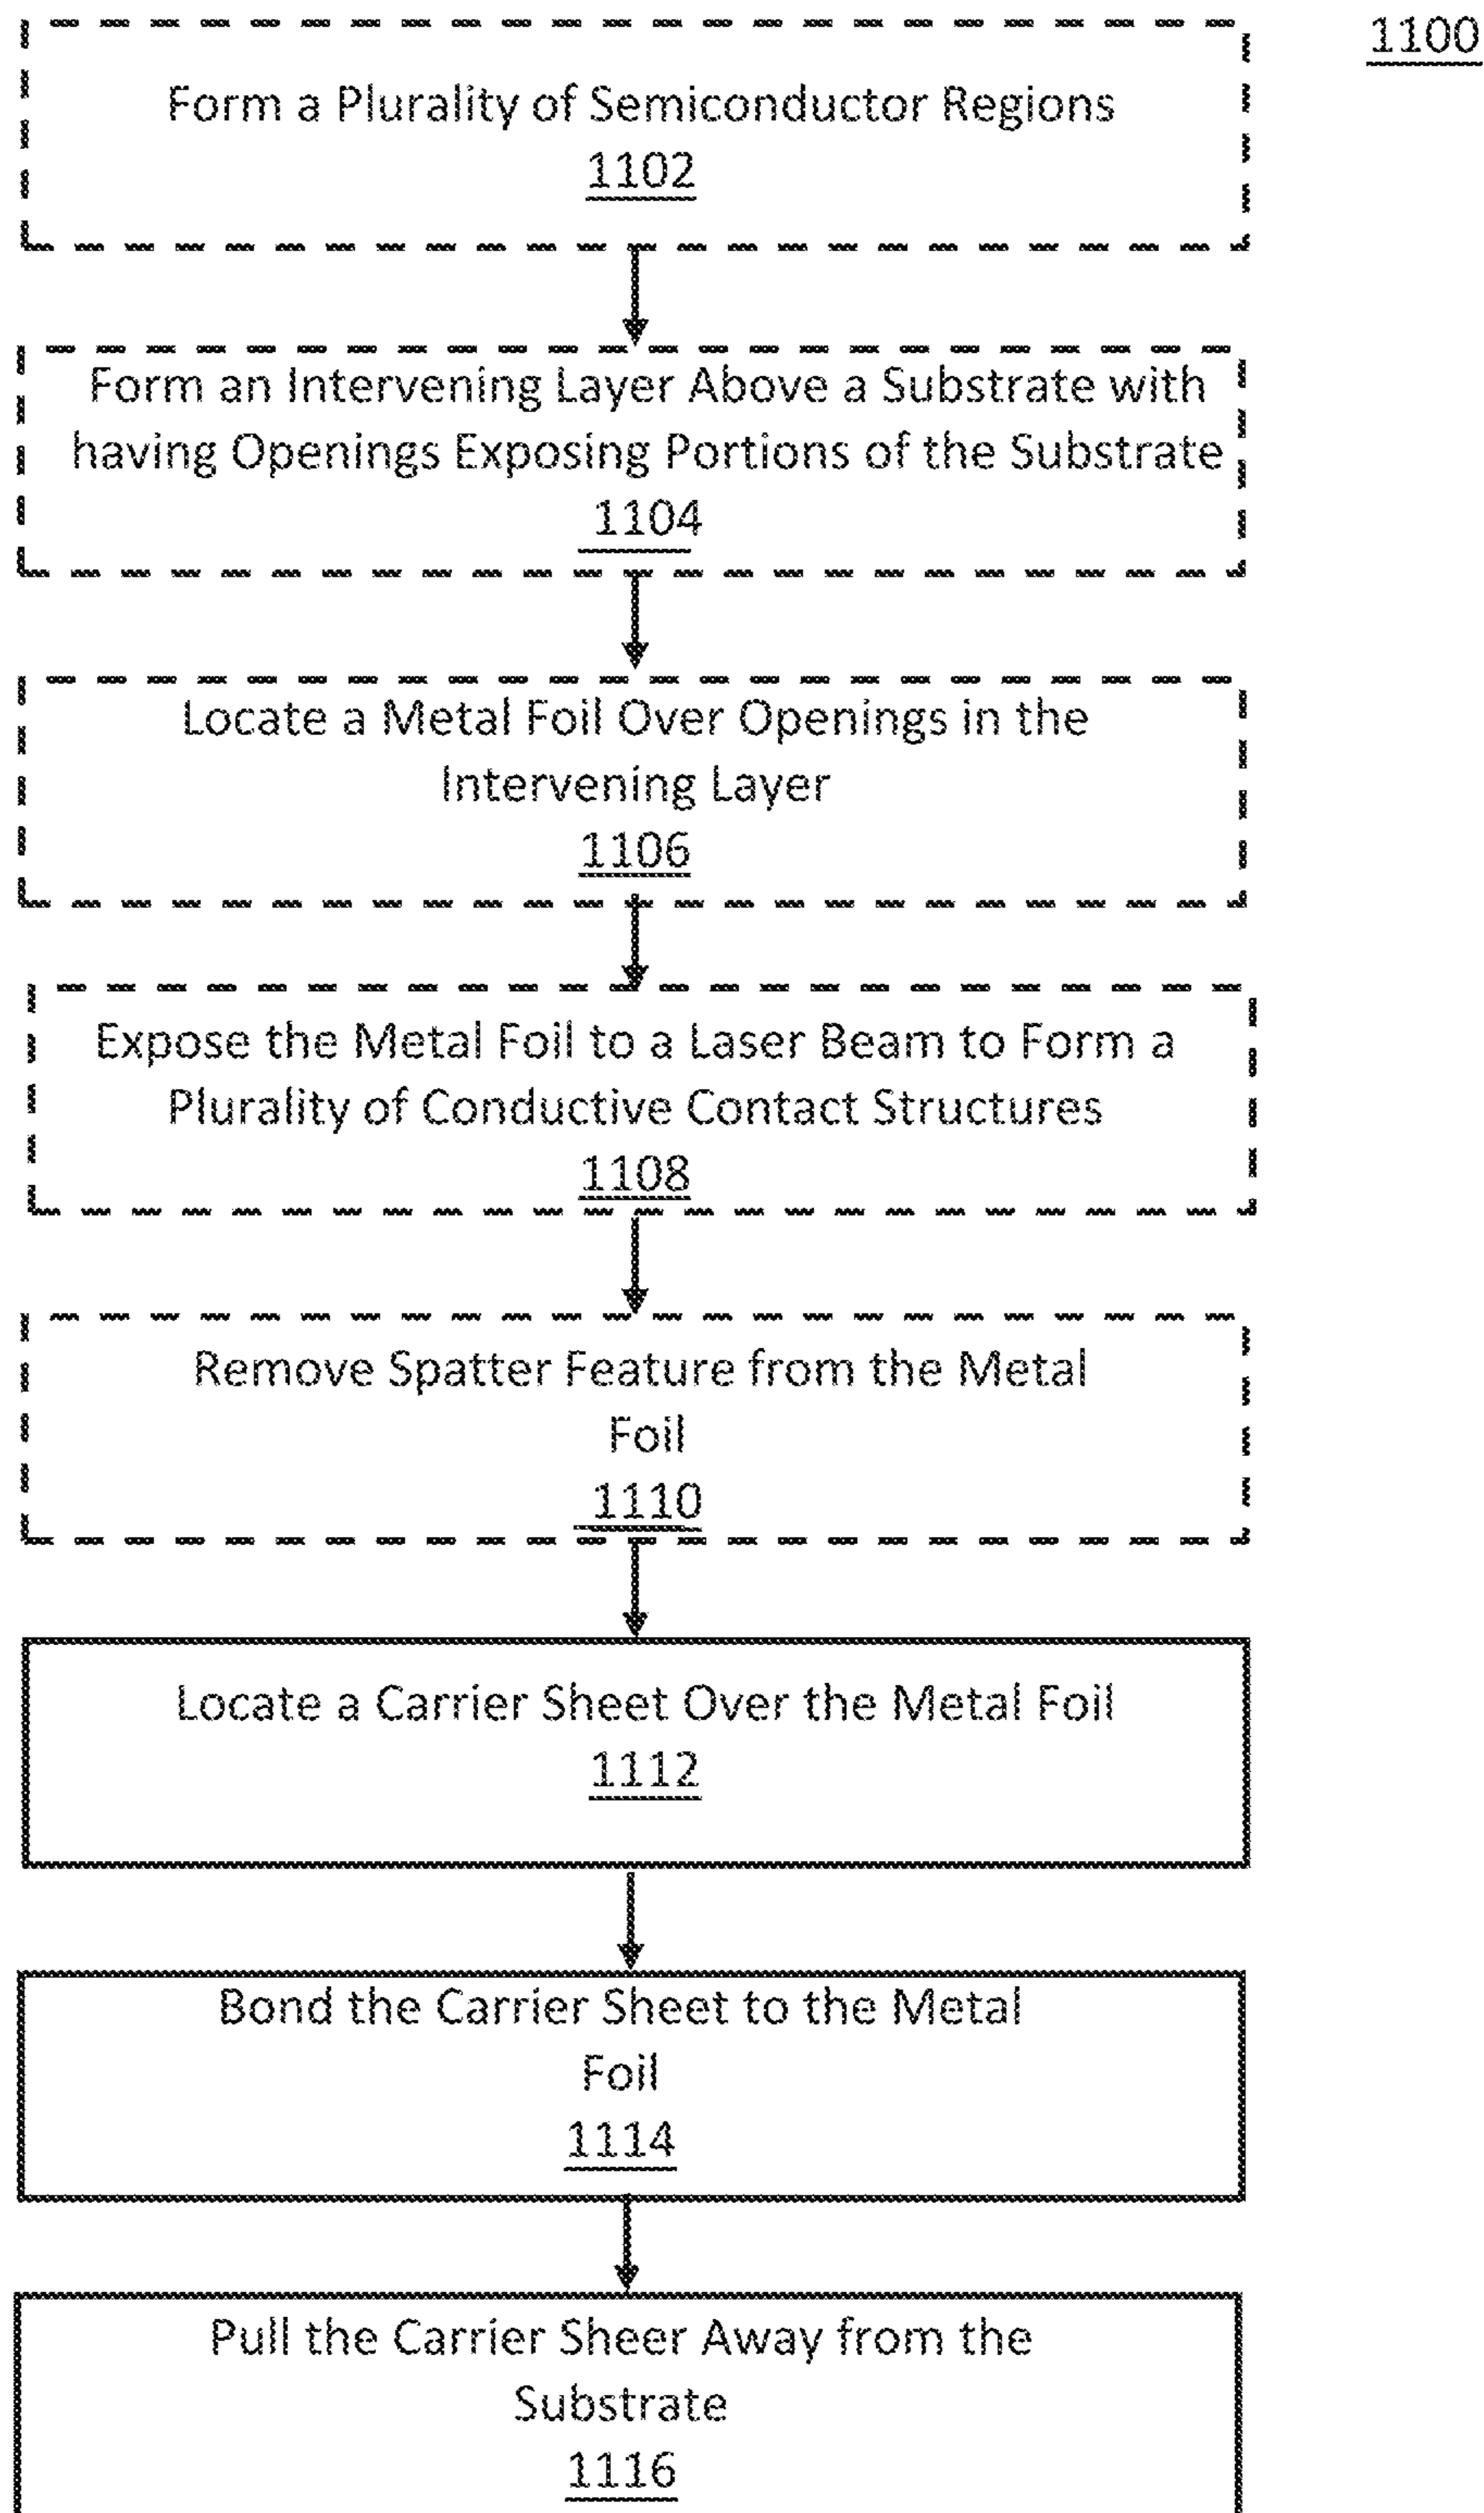 1100
Form a Plurality of Semiconductor Regions
1102
Form an Intervening Layer Above a Substrate with
having Openings Exposing Portions of the Substrate
1104
Locate a Metal Foil Over Openings in the
Intervening Layer
1106
Expose the Metal Foil to a Laser Beam to Form a
Plurality of Conductive Contact Structures
1108
Remove Spatter Feature from the Metal
Foil
1110
Locate a Carrier Sheet Over the Metal Foil
1112
Bond the Carrier Sheet to the Metal
Foil
1114
Pull the Carrier Sheer Away from the
Substrate
1116